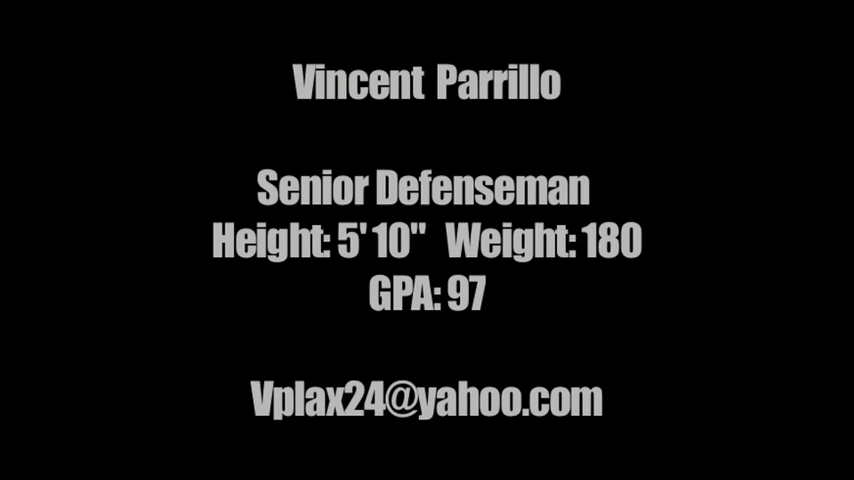 Vincent Parrillo
Senior Defenseman
Height: 5'10" Weight: 180
GPA: 97
Vplax24@yahoo.com